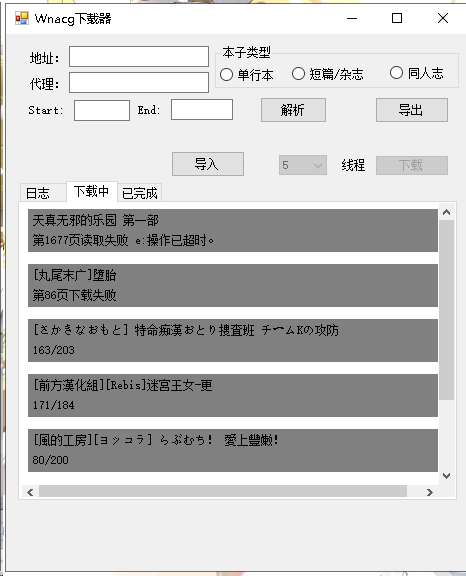 Wnacg下载器
地址:
本子类型
单行本 短篇/杂志 同人志
代理:
Start: End: 解析 导出
导入 5 线程 下载
日志 下载中 已完成
天真无邪的乐园 第一部
第1677页读取失败 e:操作已超时。
[丸尾末广]堕胎
第86页下载失败
[さかきなおもと] 特命痴漢おとり捜査班 チームKの攻防
163/203
[前方漢化組][Rebis]迷宮王女-更
171/184
[風的工房][ヨッコラ] らぶむち! 愛上豐嫩!
80/200